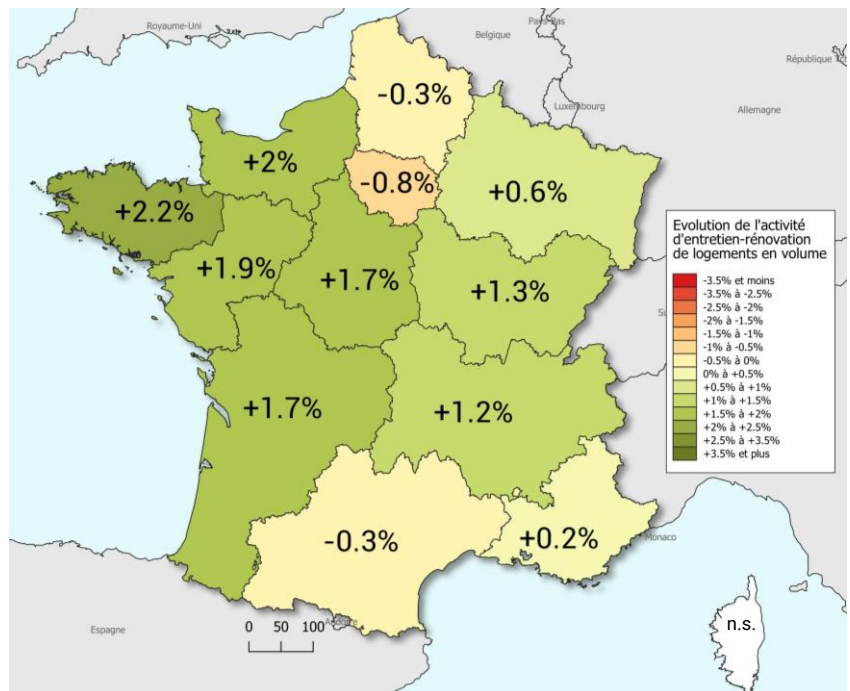 Royaume-Uni
Pays-Bas
Belgique
République Tch
-0.3%
Luxembourg
Allemagne
+2%
-0.8%
+0.6%
+2.2%
+1.9%
+1.7%
+1.3%
Su
Evolution de l'activité
d'entretien-rénovation
de logements en volume
-3.5% et moins
-3.5% à -2.5%
-2.5% à -2%
-2% à -1.5%
-1.5% à -1%
-1% à -0.5%
-0.5% à 0%
0% à +0.5%
+0.5% à +1%
+1% à +1.5%
+1.5% à +2%
+2% à +2.5%
+2.5% à +3.5%
+3.5% et plus
+1.7%
+1.2%
-0.3%
+0.2%
Monaco
Andorre
n.s.
Espagne
0 50 100